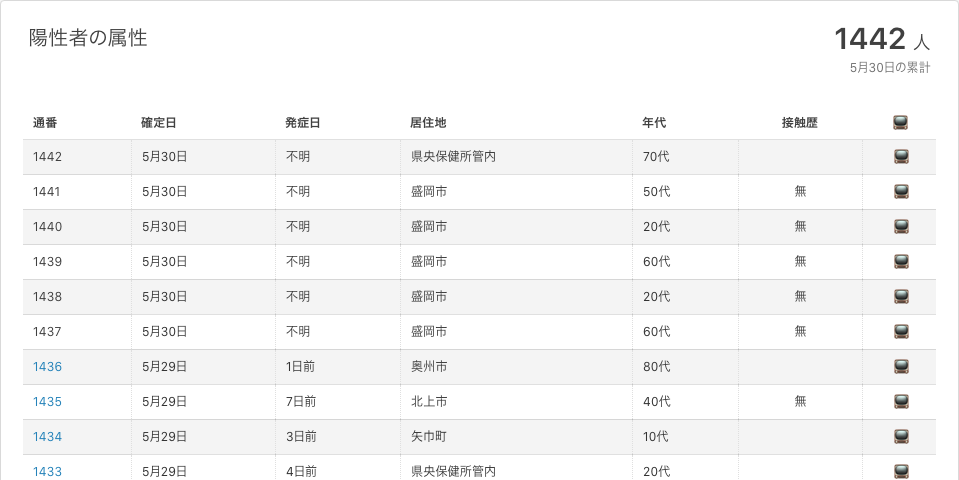 陽性者の属性
1442 人
5月30日の累計
通番 確定日 発症日 居住地 年代 接触歴
1442 5月30日 不明 県央保健所管内 70代
1441 5月30日 不明 盛岡市 50代 無
1440 5月30日 不明 盛岡市 20代 無
1439 5月30日 不明 盛岡市 60代 無
1438 5月30日 不明 盛岡市 20代 無
1437 5月30日 不明 盛岡市 60代 無
1436 5月29日 1日前 奥州市 80代
1435 5月29日 7日前 北上市 40代 無
1434 5月29日 3日前 矢巾町 10代
1433 5月29日 4日前 県央保健所管内 20代